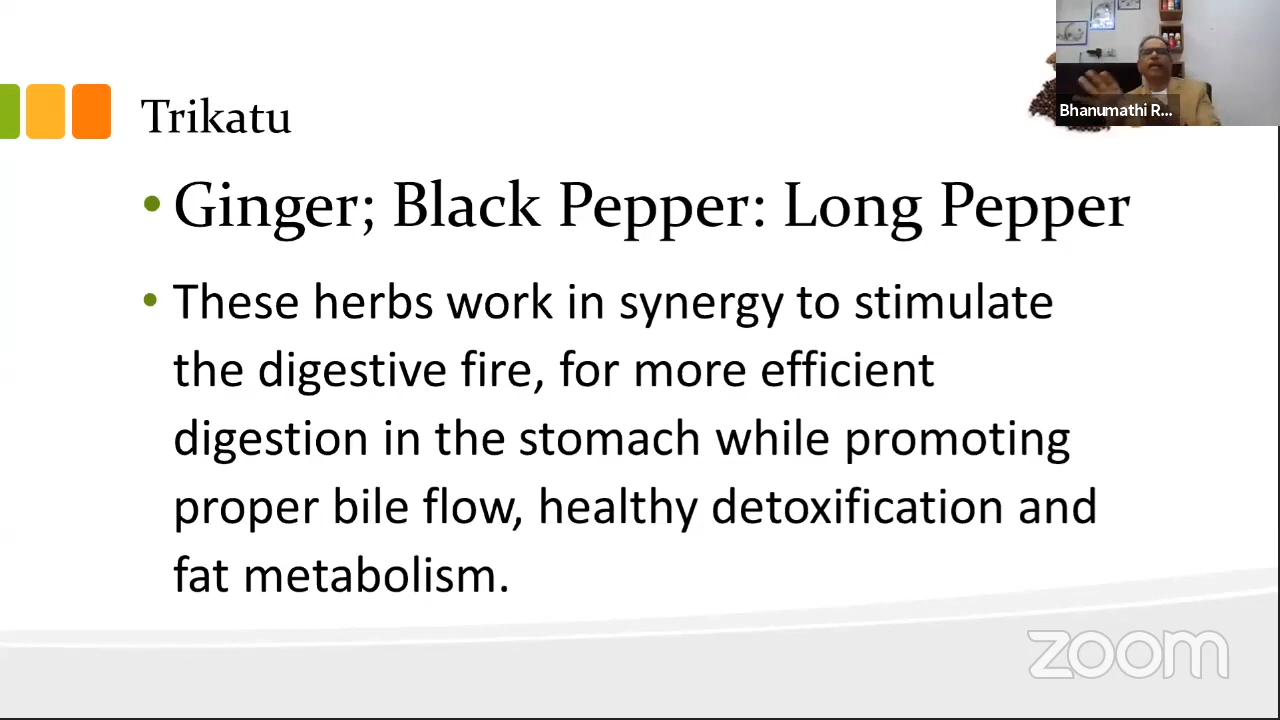 Trikatu
Bhanumathi R...
• Ginger; Black Pepper: Long Pepper
• These herbs work in synergy to stimulate
the digestive fire, for more efficient
digestion in the stomach while promoting
proper bile flow, healthy detoxification and
fat metabolism.
zoom